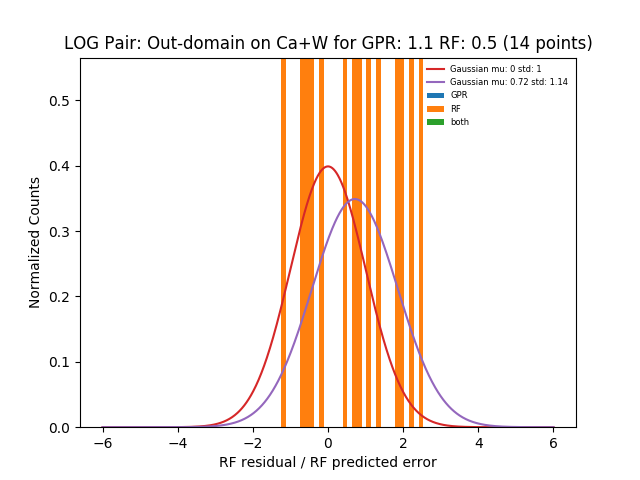 LOG Pair: Out-domain on Ca+W for GPR: 1.1 RF: 0.5 (14 points)
Gaussian mu: 0 std: 1
Gaussian mu: 0.72 std: 1.14
GPR
RF
both
Normalized Counts
0.5
0.4
0.3
0.2
0.1
0.0
−6 −4 −2 0 2 4 6
RF residual / RF predicted error